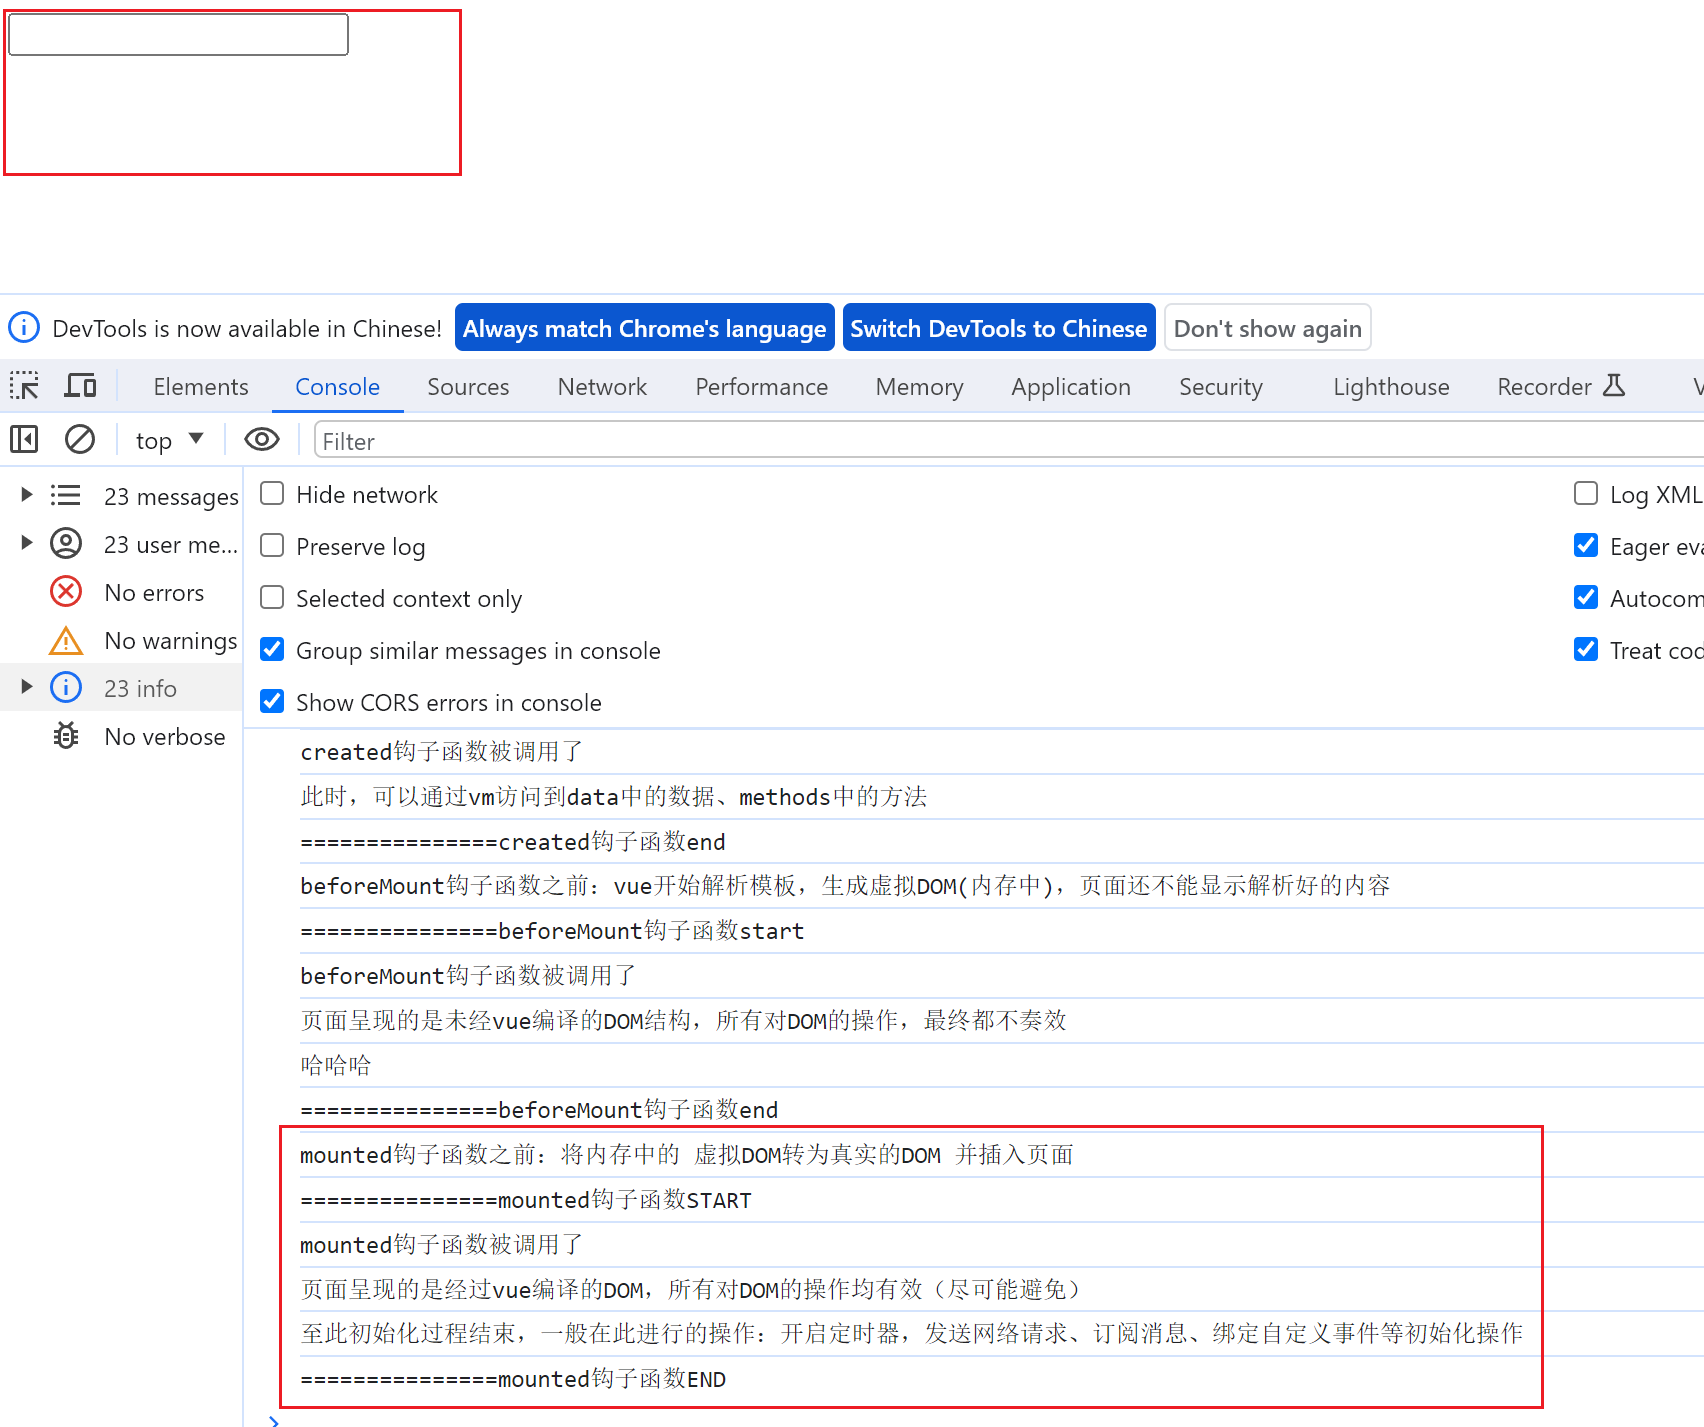 DevTools is now available in Chinese! Always match Chrome's language Switch DevTools to Chinese Don't show again
Elements Console Sources Network Performance Memory Application Security Lighthouse Recorder
top Filter
23 messages
23 user me...
No errors
No warnings
23 info
No verbose
Hide network
Log XML
Preserve log
Eager eva
Selected context only
Autocom
Group similar messages in console
Treat cod
Show CORS errors in console
created钩子函数被调用了
此时，可以通过vm访问到data中的数据、methods中的方法
===============created钩子函数end
beforeMount钩子函数之前：vue开始解析模板，生成虚拟DOM(内存中)，页面还不能显示解析好的内容
===============beforeMount钩子函数start
beforeMount钩子函数被调用了
页面呈现的是未经vue编译的DOM结构，所有对DOM的操作，最终都不奏效
哈哈哈
===============beforeMount钩子函数end
mounted钩子函数之前：将内存中的 虚拟DOM转为真实的DOM 并插入页面
===============mounted钩子函数START
mounted钩子函数被调用了
页面呈现的是经过vue编译的DOM，所有对DOM的操作均有效（尽可能避免）
至此初始化过程结束，一般在此进行的操作：开启定时器，发送网络请求、订阅消息、绑定自定义事件等初始化操作
===============mounted钩子函数END